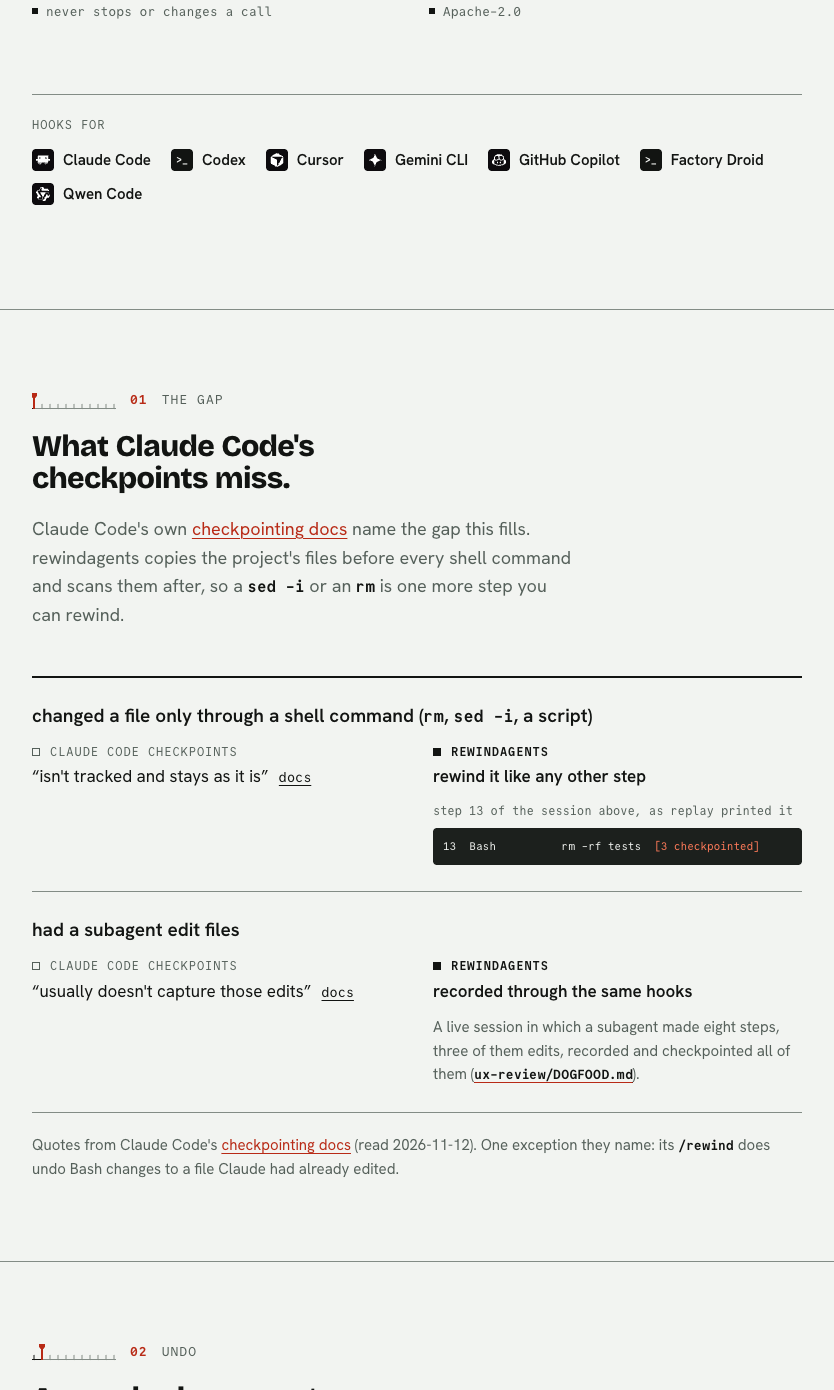 never stops or changes a call
Apache-2.0
HOOKS FOR
Claude Code
Codex
Cursor
Gemini CLI
GitHub Copilot
Factory Droid
Qwen Code
01 THE GAP
What Claude Code's
checkpoints miss.
Claude Code's own checkpointing docs name the gap this fills.
rewindagents copies the project's files before every shell command
and scans them after, so a sed -i or an rm is one more step you
can rewind.
changed a file only through a shell command (rm, sed -i, a script)
CLAUDE CODE CHECKPOINTS
“isn't tracked and stays as it is” docs
REWINDAGENTS
rewind it like any other step
step 13 of the session above, as replay printed it
13 Bash rm -rf tests [3 checkpointed]
had a subagent edit files
CLAUDE CODE CHECKPOINTS
“usually doesn't capture those edits” docs
REWINDAGENTS
recorded through the same hooks
A live session in which a subagent made eight steps,
three of them edits, recorded and checkpointed all of
them (ux-review/DOGFOOD.md).
Quotes from Claude Code's checkpointing docs (read 2026-11-12). One exception they name: its /rewind does
undo Bash changes to a file Claude had already edited.
02 UNDO